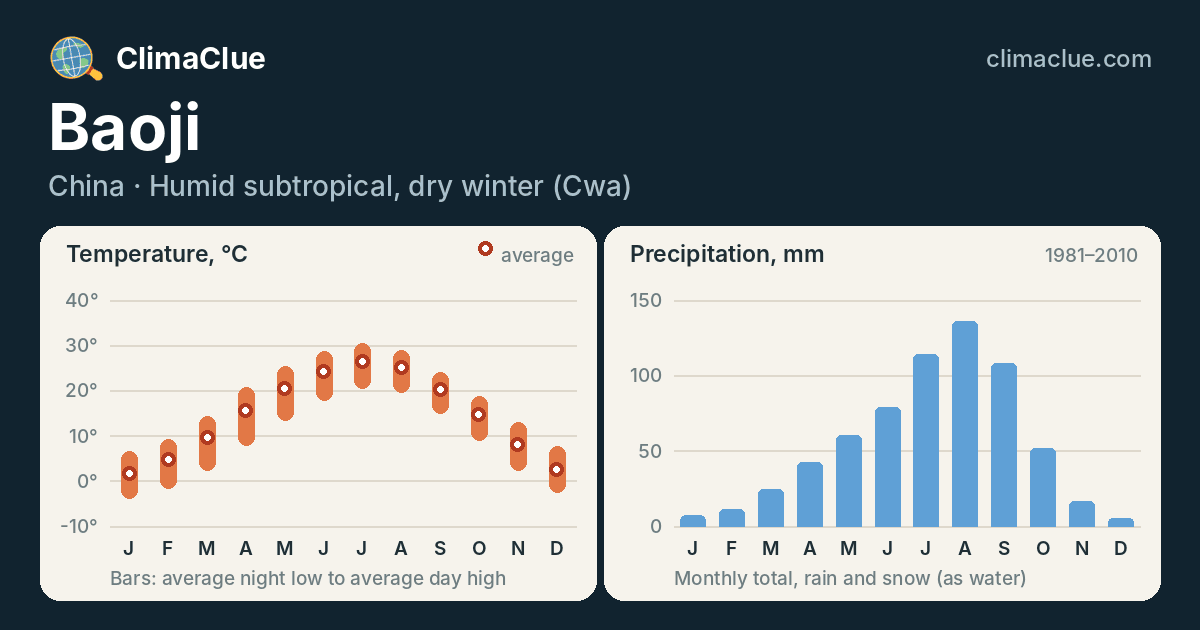 ClimaClue
climaclue.com
Baoji
China · Humid subtropical, dry winter (Cwa)
Temperature, °C
average
40°
30°
20°
10°
0°
-10°
J F M A M J J A S O N D
Bars: average night low to average day high
Precipitation, mm
1981–2010
150
100
50
0
J F M A M J J A S O N D
Monthly total, rain and snow (as water)